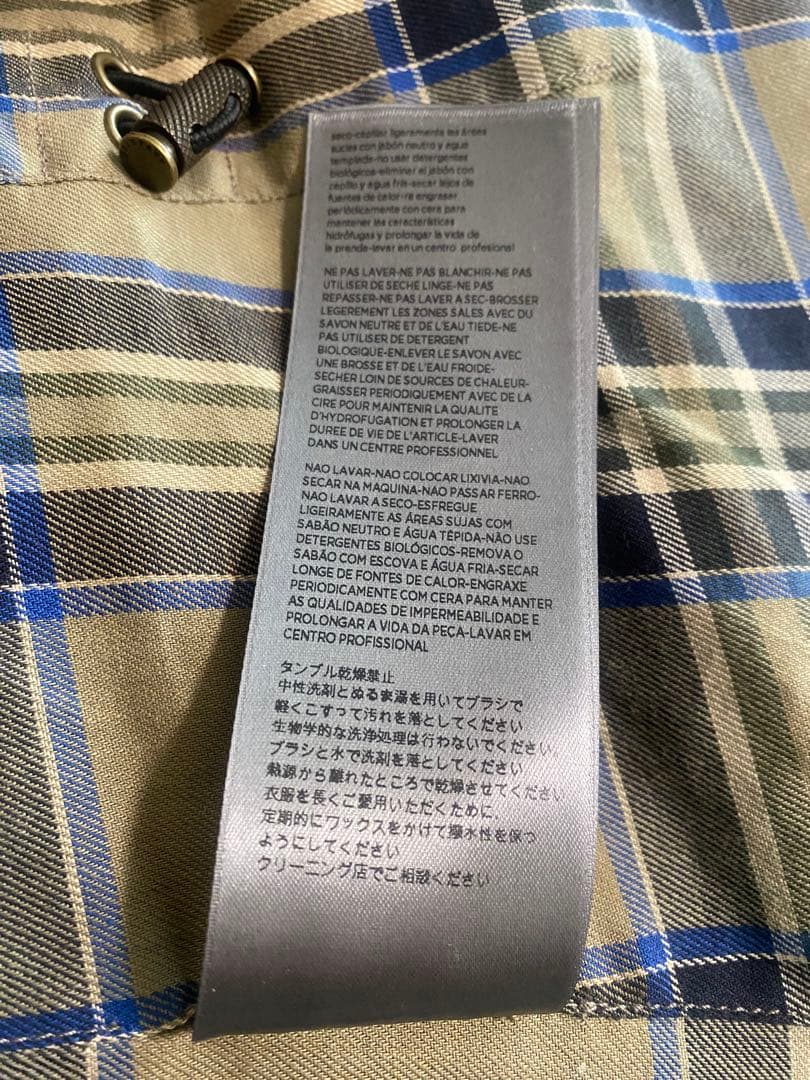 seco-cepillar ligeramente las áreas
sucias con jabón neutro y agua
templada-no usar detergentes
biológicos-eliminar el jabón con
cepillo y agua fría-secar lejos de
fuentes de calor-re engrasar
periódicamente con cera para
mantener las características
hidrófugas y prolongar la vida de
la prenda-lavar en un centro profesional
NE PAS LAVER-NE PAS BLANCHIR-NE PAS
UTILISER DE SECHE LINGE-NE PAS
REPASSER-NE PAS LAVER A SEC-BROSSER
LEGEREMENT LES ZONES SALES AVEC DU
SAVON NEUTRE ET DE L'EAU TIEDE-NE
PAS UTILISER DE DETERGENT
BIOLOGIQUE-ENLEVER LE SAVON AVEC
UNE BROSSE ET DE L'EAU FROIDE-
SECHER LOIN DE SOURCES DE CHALEUR-
GRAISSER PERIODIQUEMENT AVEC DE LA
CIRE POUR MAINTENIR LA QUALITE
D'HYDROFUGATION ET PROLONGER LA
DUREE DE VIE DE L'ARTICLE-LAVER
DANS UN CENTRE PROFESSIONNEL
NAO LAVAR-NAO COLOCAR LIXIVIA-NAO
SECAR NA MAQUINA-NAO PASSAR FERRO-
NAO LAVAR A SECO-ESFREGUE
LIGEIRAMENTE AS ÁREAS SUJAS COM
SABÃO NEUTRO E ÁGUA TÉPIDA-NÃO USE
DETERGENTES BIOLÓGICOS-REMOVA O
SABÃO COM ESCOVA E ÁGUA FRIA-SECAR
LONGE DE FONTES DE CALOR-ENGRAXE
PERIODICAMENTE COM CERA PARA MANTER
AS QUALIDADES DE IMPERMEABILIDADE E
PROLONGAR A VIDA DA PEÇA-LAVAR EM
CENTRO PROFISSIONAL
タンブル乾燥禁止
中性洗剤とぬるま湯を用いてブラシで
軽くこすって汚れを落としてください
生物学的な洗浄処理は行わないでください
ブラシと水で洗剤を落としてください
熱源から離れたところで乾燥させてください
衣服を長くご愛用いただくために、
定期的にワックスをかけて撥水性を保つ
ようにしてください
クリーニング店でご相談ください